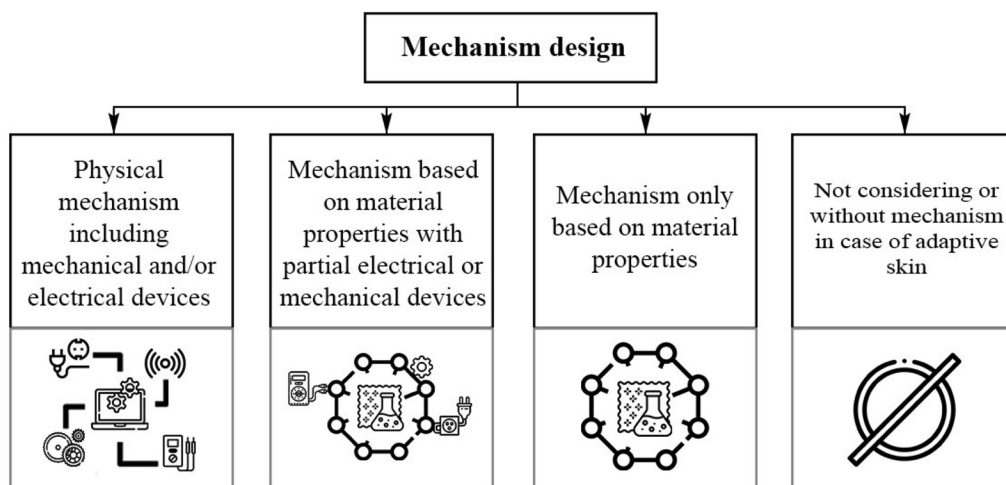 Mechanism design
Physical
mechanism
including
mechanical and/or
electrical devices
Mechanism based
on material
properties with
partial electrical or
mechanical devices
Mechanism only
based on material
properties
Not considering or
without mechanism
in case of adaptive
skin